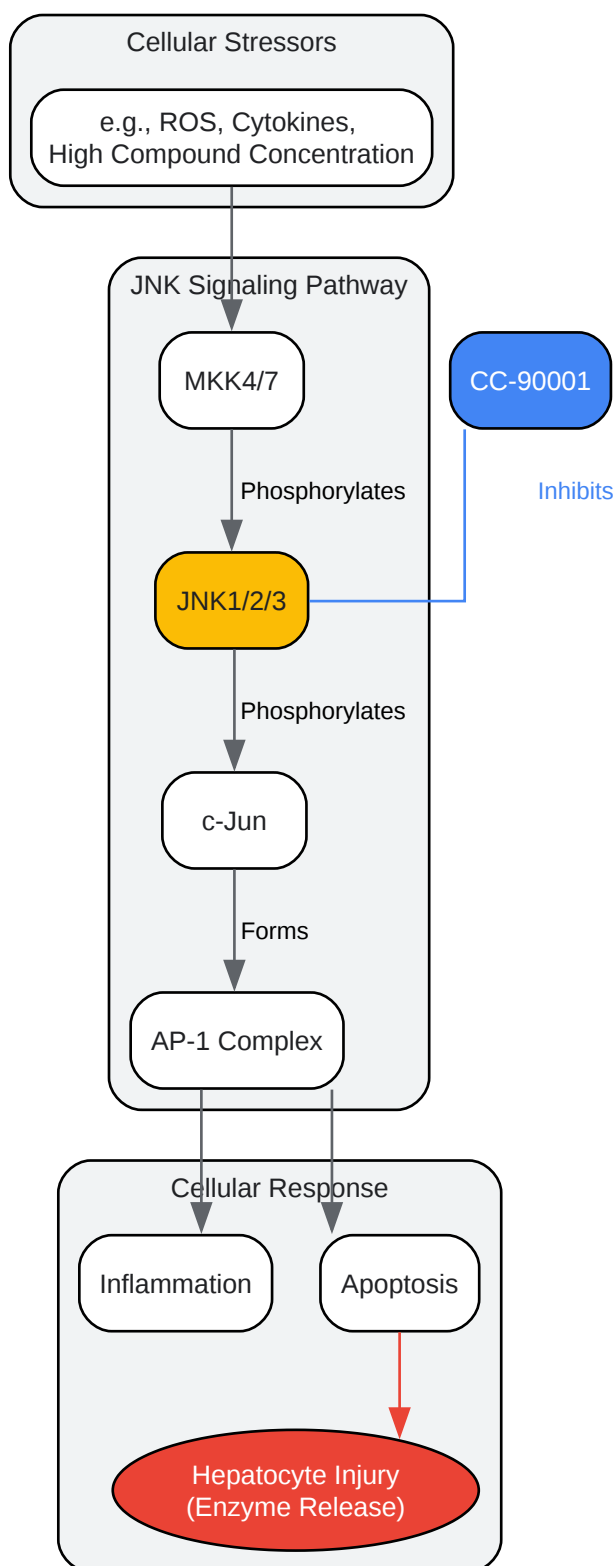 Cellular Stressors
e.g., ROS, Cytokines,
High Compound Concentration
JNK Signaling Pathway
MKK4/7
CC-90001
Phosphorylates
Inhibits
JNK1/2/3
Phosphorylates
c-Jun
Forms
AP-1 Complex
Cellular Response
Inflammation
Apoptosis
Hepatocyte Injury
(Enzyme Release)